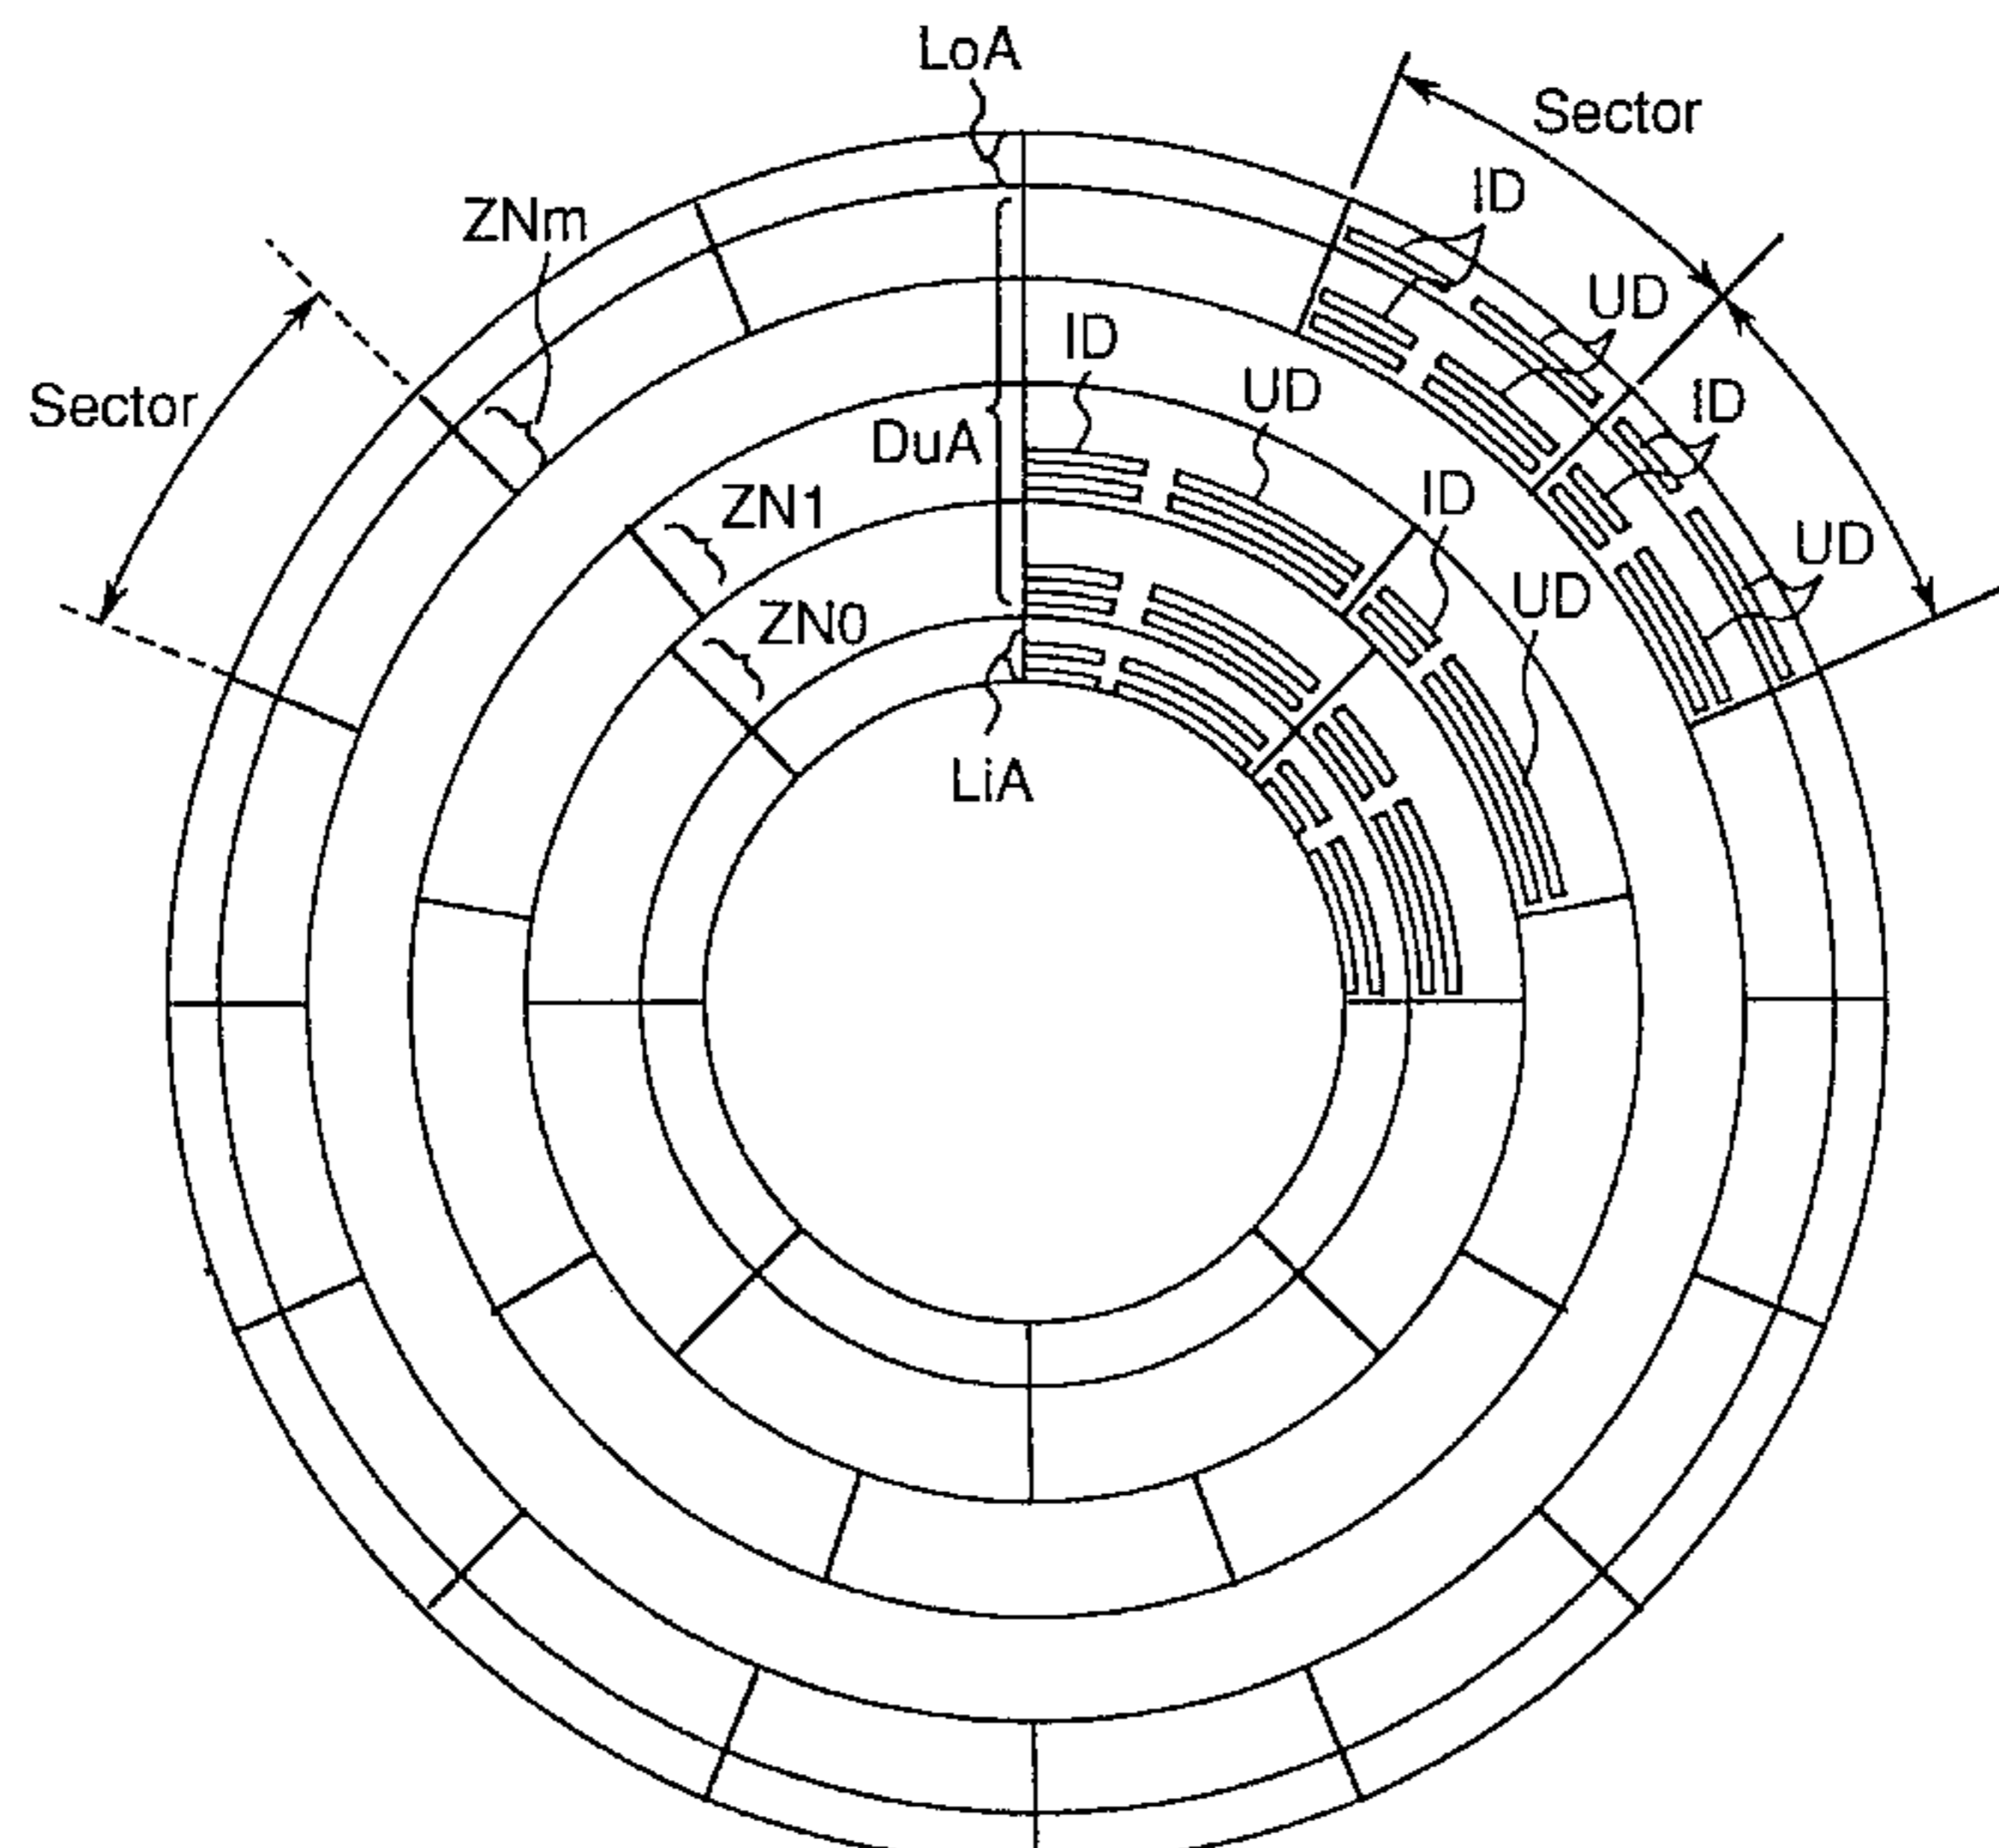 LoA
Sector
ID
ZNm
UD
ID
UD
Sector
ID
DuA
ZN1
ID
UD
UD
ZN0
LiA